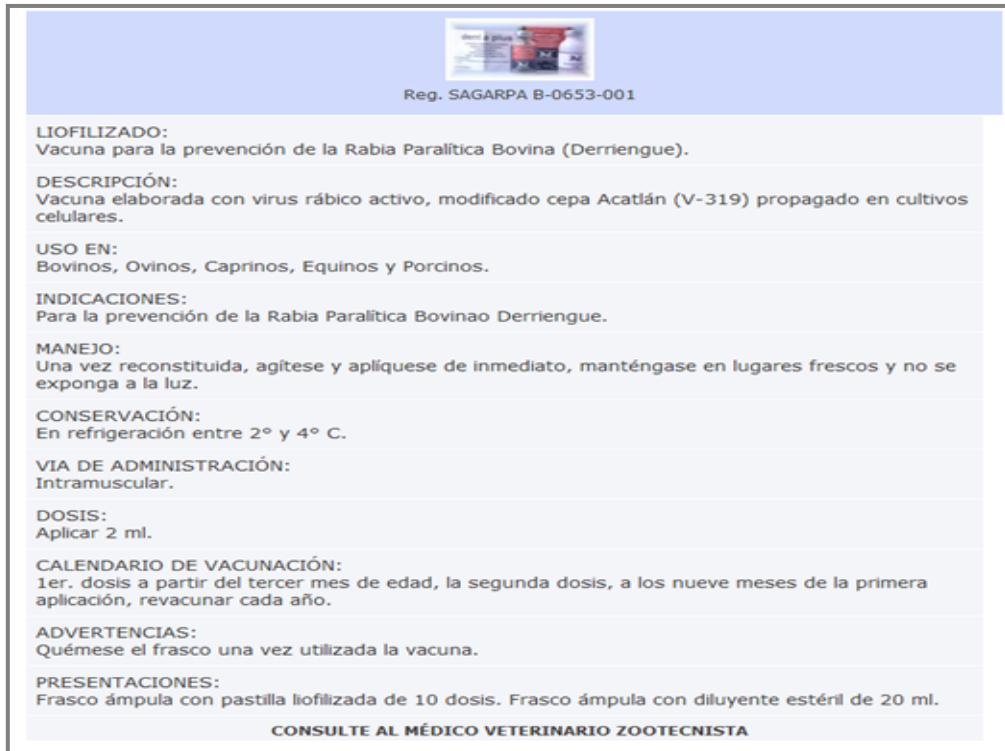 Reg. SAGARPA B-0653-001
LIOFILIZADO:
Vacuna para la prevención de la Rabia Paralítica Bovina (Derriengue).
DESCRIPCIÓN:
Vacuna elaborada con virus rábico activo, modificado cepa Acatlán (V-319) propagado en cultivos
celulares.
USO EN:
Bovinos, Ovinos, Caprinos, Equinos y Porcinos.
INDICACIONES:
Para la prevención de la Rabia Paralítica Bovinao Derriengue.
MANEJO:
Una vez reconstituida, agítese y aplíquese de inmediato, manténgase en lugares frescos y no se
exponga a la luz.
CONSERVACIÓN:
En refrigeración entre 2° y 4° C.
VIA DE ADMINISTRACIÓN:
Intramuscular.
DOSIS:
Aplicar 2 ml.
CALENDARIO DE VACUNACIÓN:
1er. dosis a partir del tercer mes de edad, la segunda dosis, a los nueve meses de la primera
aplicación, revacunar cada año.
ADVERTENCIAS:
Quémese el frasco una vez utilizada la vacuna.
PRESENTACIONES:
Frasco ámpula con pastilla liofilizada de 10 dosis. Frasco ámpula con diluyente estéril de 20 ml.
CONSULTE AL MÉDICO VETERINARIO ZOOTECNISTA